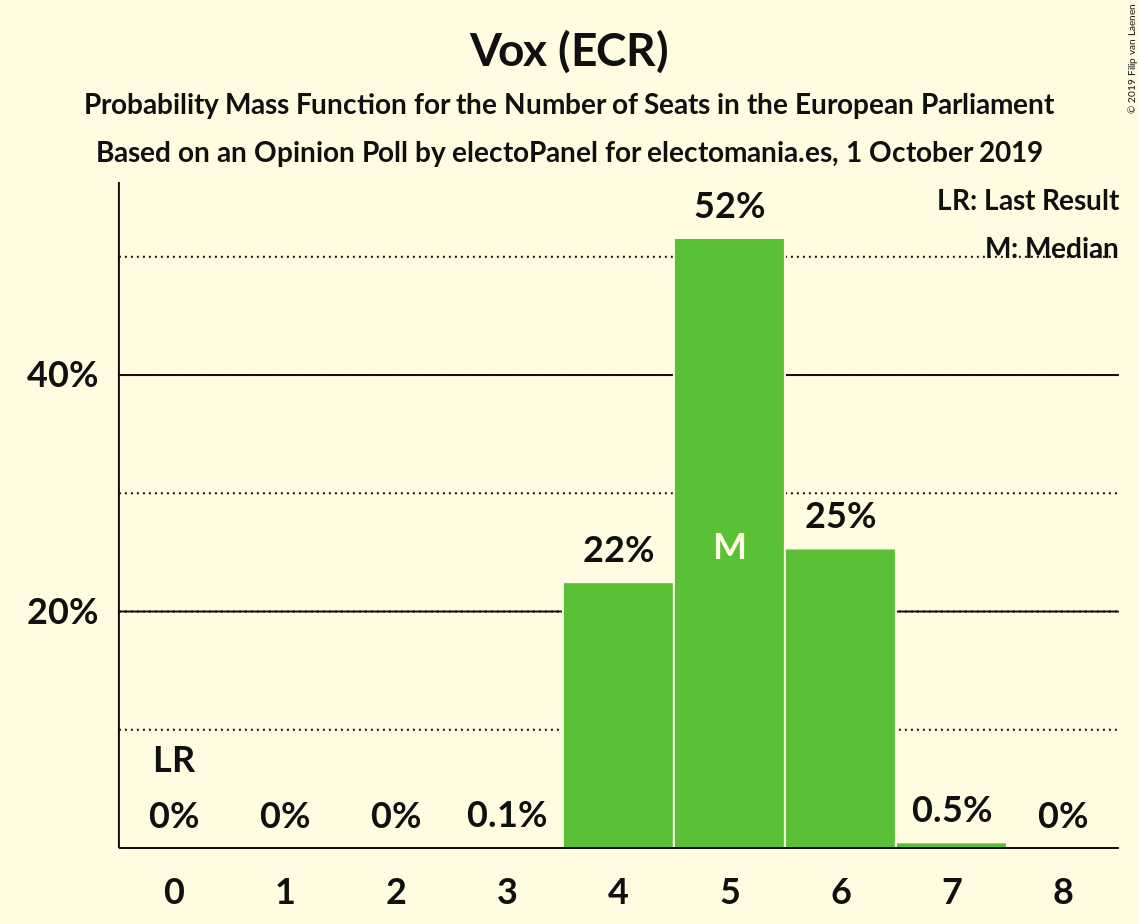 Vox (ECR)
Probability Mass Function for the Number of Seats in the European Parliament
Based on an Opinion Poll by electoPanel for electomania.es, 1 October 2019
© 2019 Filip van Laenen
LR: Last Result
M: Median
52%
40%
25%
22%
M
20%
LR
0% 0% 0% 0.1% 0.5% 0%
0 1 2 3 4 5 6 7 8